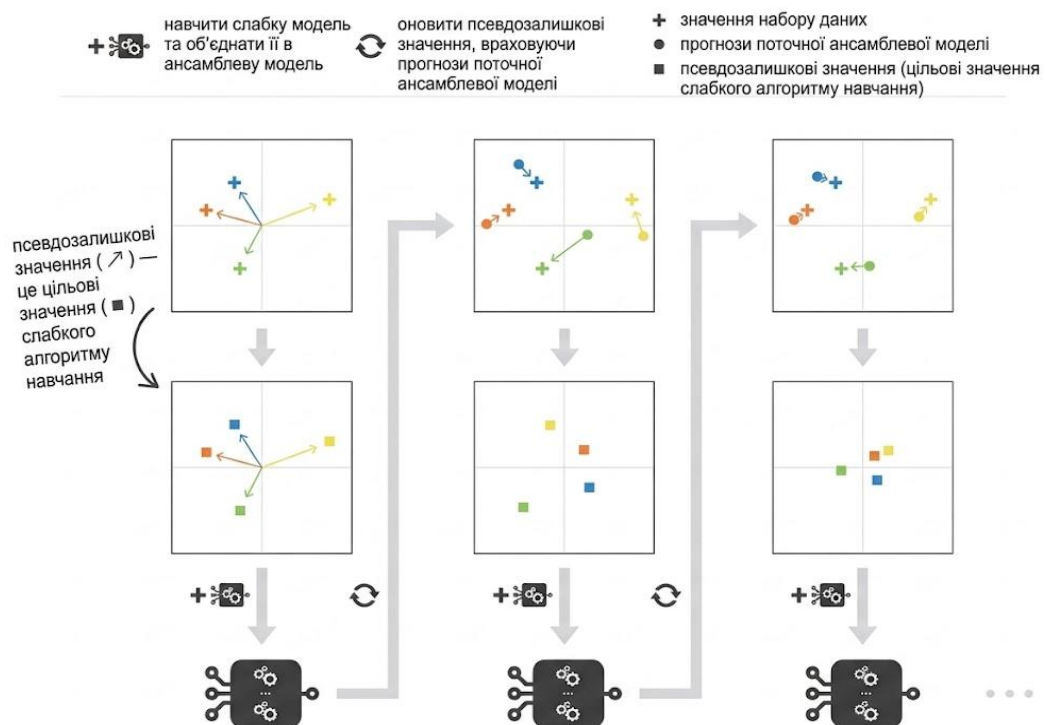 навчити слабку модель
та об'єднати її в
ансамблеву модель
оновити псевдозалишкові
значення, враховуючи
прогнози поточної
ансамблевої моделі
значення набору даних
прогнози поточної ансамблевої моделі
псевдозалишкові значення (цільові значення
слабкого алгоритму навчання)
псевдозалишкові
значення ( ↗ ) —
це цільові
значення ( ■ )
слабкого
алгоритму
навчання